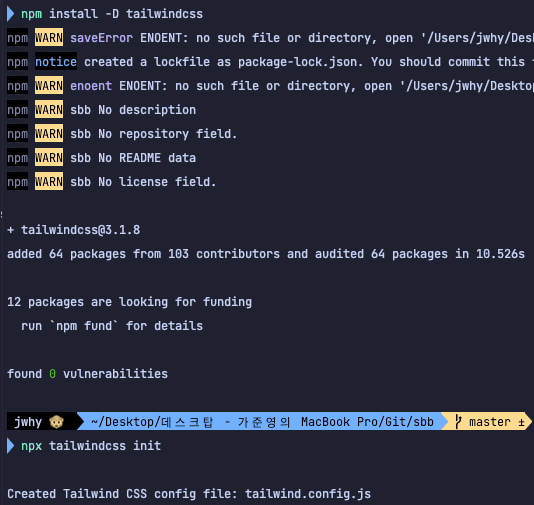 npm install -D tailwindcss
npm WARN saveError ENOENT: no such file or directory, open '/Users/jwhy/Des
npm notice created a lockfile as package-lock.json. You should commit this
npm WARN enoent ENOENT: no such file or directory, open '/Users/jwhy/Desktop
npm WARN sbb No description
npm WARN sbb No repository field.
npm WARN sbb No README data
npm WARN sbb No license field.
+ tailwindcss@3.1.8
added 64 packages from 103 contributors and audited 64 packages in 10.526s
12 packages are looking for funding
run `npm fund` for details
found 0 vulnerabilities
jwhy 🐵 ~/Desktop/데스크탑 - 가준영의 MacBook Pro/Git/sbb master ±
npx tailwindcss init
Created Tailwind CSS config file: tailwind.config.js